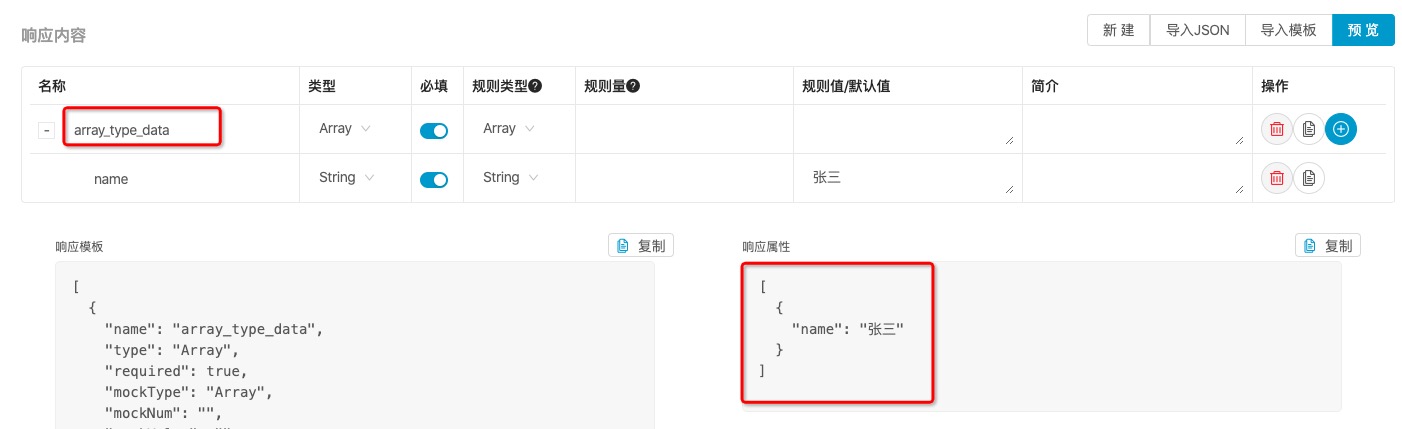 响应内容
新 建 导入JSON 导入模板 预 览
名称 类型 必填 规则类型 规则量 规则值/默认值 简介 操作
- array_type_data Array Array
name String String 张三
响应模板 复制 响应属性 复制
[
{
"name": "array_type_data",
"type": "Array",
"required": true,
"mockType": "Array",
"mockNum": "",
[
{
"name": "张三"
}
]